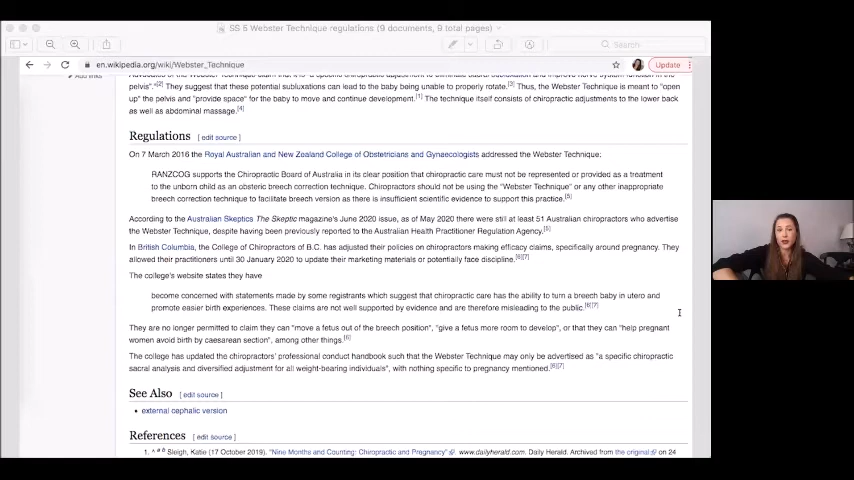 SS 5 Webster Technique regulations (9 documents, 9 total pages)
Search
en.wikipedia.org/wiki/Webster_Technique
Update
Add links
pelvis".[2] They suggest that these potential subluxations can lead to the baby being unable to properly rotate.[3] Thus, the Webster Technique is meant to "open
up" the pelvis and "provide space" for the baby to move and continue development.[1] The technique itself consists of chiropractic adjustments to the lower back
as well as abdominal massage.[4]
Regulations [ edit source ]
On 7 March 2016 the Royal Australian and New Zealand College of Obstetricians and Gynaecologists addressed the Webster Technique:
RANZCOG supports the Chiropractic Board of Australia in its clear position that chiropractic care must not be represented or provided as a treatment
to the unborn child as an obsteric breech correction technique. Chiropractors should not be using the "Webster Technique" or any other inappropriate
breech correction technique to facilitate breech version as there is insufficient scientific evidence to support this practice.[5]
According to the Australian Skeptics The Skeptic magazine's June 2020 issue, as of May 2020 there were still at least 51 Australian chiropractors who advertise
the Webster Technique, despite having been previously reported to the Australian Health Practitioner Regulation Agency.[5]
In British Columbia, the College of Chiropractors of B.C. has adjusted their policies on chiropractors making efficacy claims, specifically around pregnancy. They
allowed their practitioners until 30 January 2020 to update their marketing materials or potentially face discipline.[6][7]
The college's website states they have
become concerned with statements made by some registrants which suggest that chiropractic care has the ability to turn a breech baby in utero and
promote easier birth experiences. These claims are not well supported by evidence and are therefore misleading to the public.[6][7]
They are no longer permitted to claim they can "move a fetus out of the breech position", "give a fetus more room to develop", or that they can "help pregnant
women avoid birth by caesarean section", among other things.[6]
The college has updated the chiropractors' professional conduct handbook such that the Webster Technique may only be advertised as "a specific chiropractic
sacral analysis and diversified adjustment for all weight-bearing individuals", with nothing specific to pregnancy mentioned.[6][7]
See Also [ edit source ]
• external cephalic version
References [ edit source ]
1. ^ a b Sleigh, Katie (17 October 2019). "Nine Months and Counting: Chiropractic and Pregnancy". www.dailyherald.com. Daily Herald. Archived from the original on 24